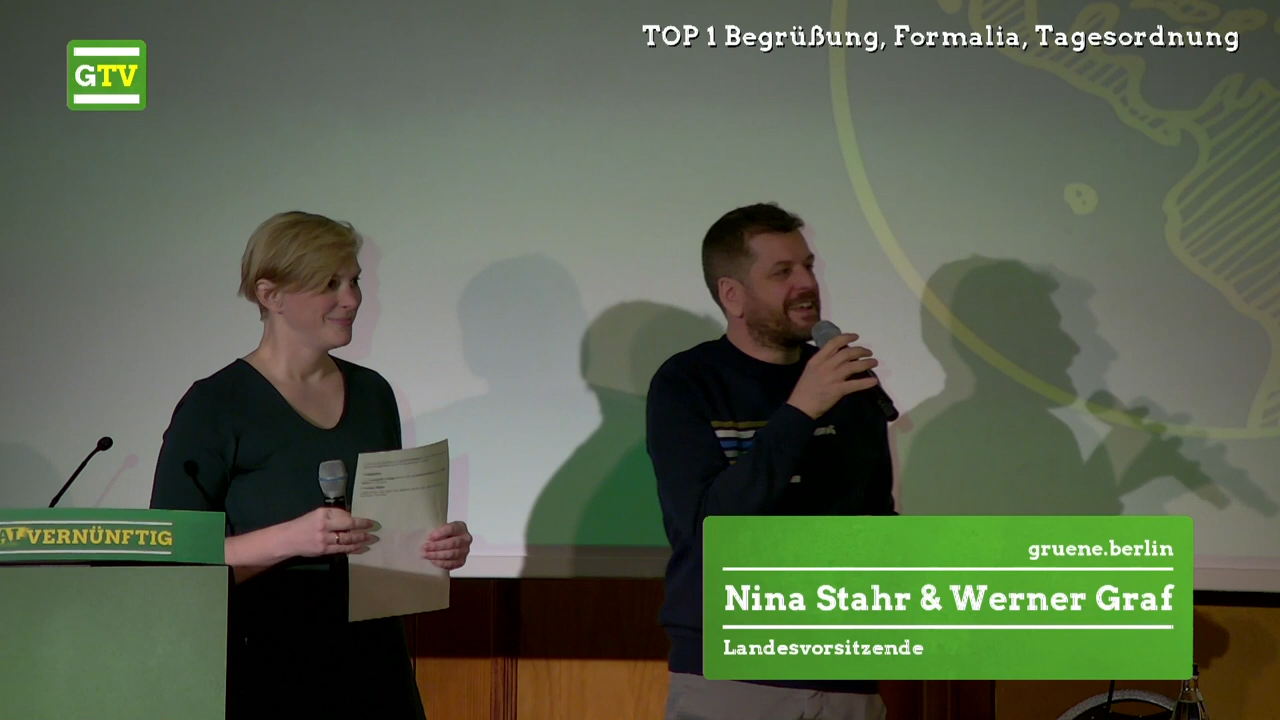 TOP 1 Begrüßung, Formalia, Tagesordnung
GTV
VERNÜNFTIG
gruene.berlin
Nina Stahr & Werner Graf
Landesvorsitzende